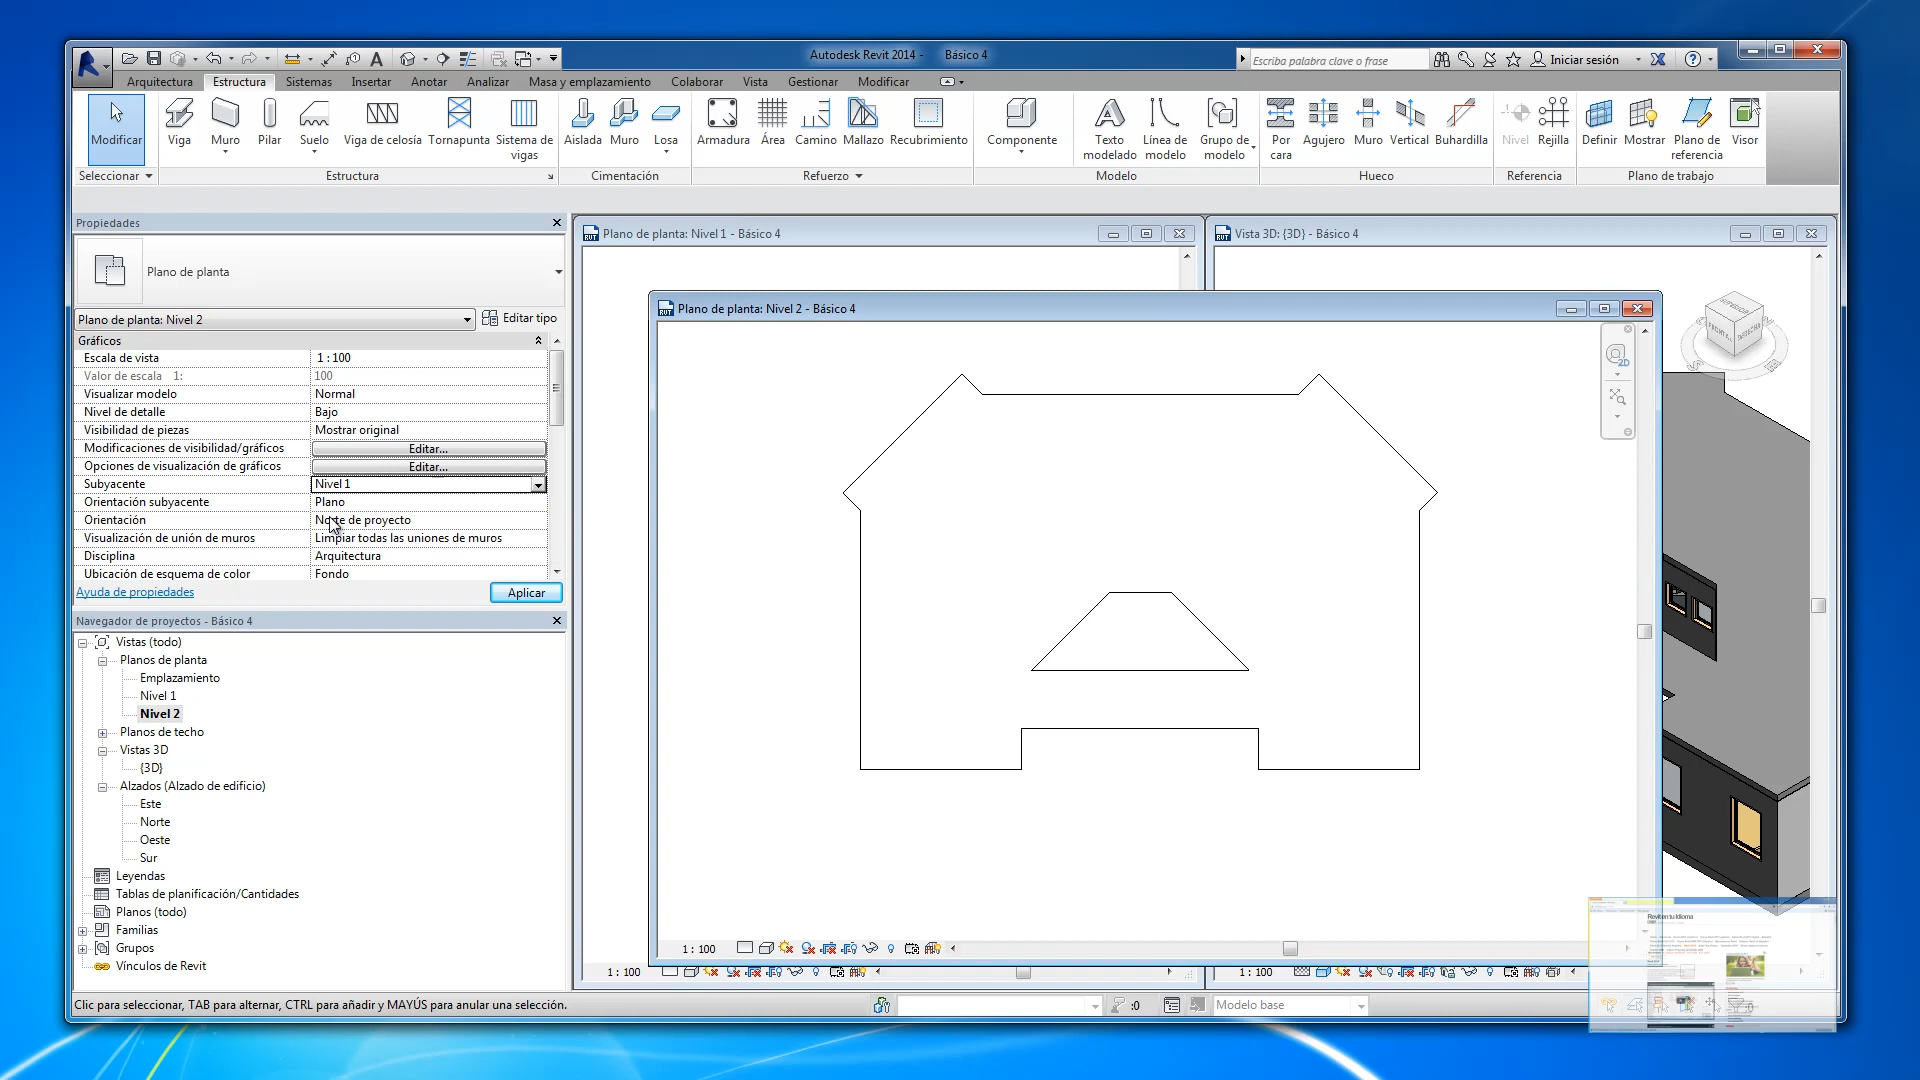 Autodesk Revit 2014 - Básico 4
Escriba palabra clave o frase
Iniciar sesión
Arquitectura Estructura Sistemas Insertar Anotar Analizar Masa y emplazamiento Colaborar Vista Gestionar Modificar
Modificar Viga Muro Pilar Suelo Viga de celosía Tornapunta Sistema de vigas Aislada Muro Losa Armadura Área Camino Mallazo Recubrimiento Componente Texto modelado Línea de modelo Grupo de modelo Por cara Agujero Muro Vertical Buhardilla Nivel Rejilla Definir Mostrar Plano de referencia Visor
Seleccionar Estructura Cimentación Refuerzo Modelo Hueco Referencia Plano de trabajo
Propiedades
Plano de planta
Plano de planta: Nivel 2 Editar tipo
Gráficos
Escala de vista 1 : 100
Valor de escala 1: 100
Visualizar modelo Normal
Nivel de detalle Bajo
Visibilidad de piezas Mostrar original
Modificaciones de visibilidad/gráficos Editar...
Opciones de visualización de gráficos Editar...
Subyacente Nivel 1
Orientación subyacente Plano
Orientación Norte de proyecto
Visualización de unión de muros Limpiar todas las uniones de muros
Disciplina Arquitectura
Ubicación de esquema de color Fondo
Ayuda de propiedades Aplicar
Navegador de proyectos - Básico 4
Vistas (todo)
Planos de planta
Emplazamiento
Nivel 1
Nivel 2
Planos de techo
Vistas 3D
{3D}
Alzados (Alzado de edificio)
Este
Norte
Oeste
Sur
Leyendas
Tablas de planificación/Cantidades
Planos (todo)
Familias
Grupos
Vínculos de Revit
Plano de planta: Nivel 1 - Básico 4
Vista 3D: {3D} - Básico 4
Plano de planta: Nivel 2 - Básico 4
2D
FRONTAL DERECHA
1 : 100
1 : 100
1 : 100
Revit en tu Idioma
Clic para seleccionar, TAB para alternar, CTRL para añadir y MAYÚS para anular una selección.
:0
Modelo base